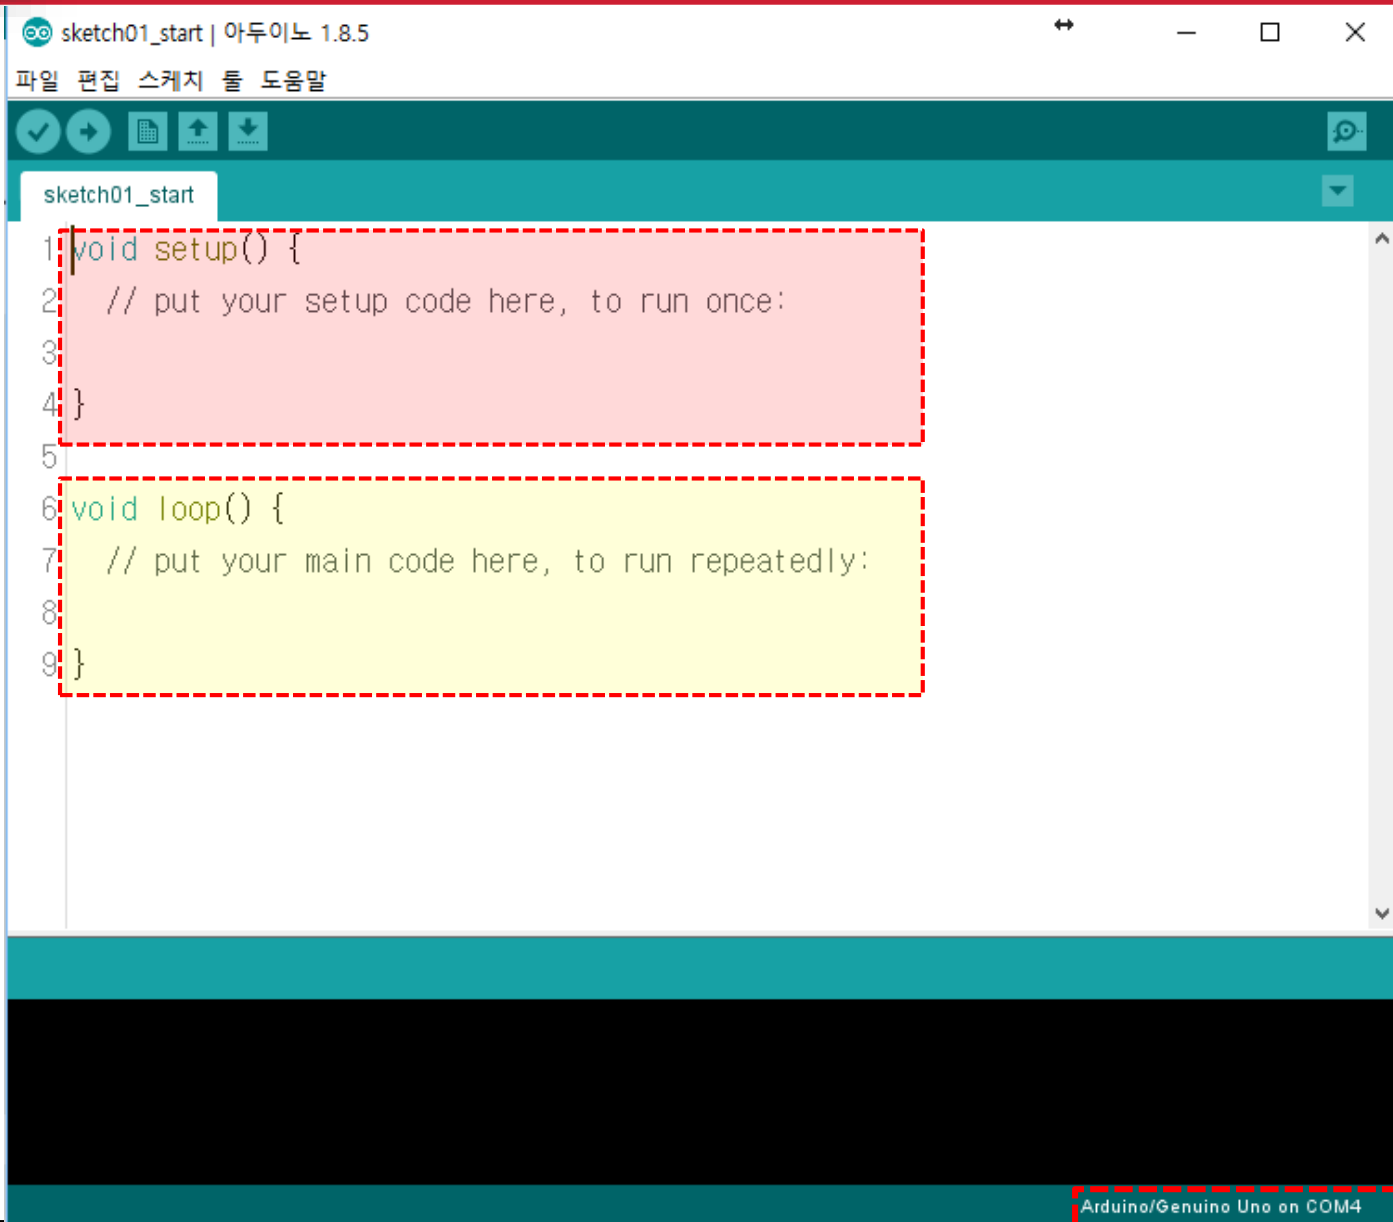 sketch01_start | 아두이노 1.8.5
파일 편집 스케치 툴 도움말
sketch01_start
1 void setup() {
2 // put your setup code here, to run once:
3
4 }
5
6 void loop() {
7 // put your main code here, to run repeatedly:
8
9 }
Arduino/Genuino Uno on COM4